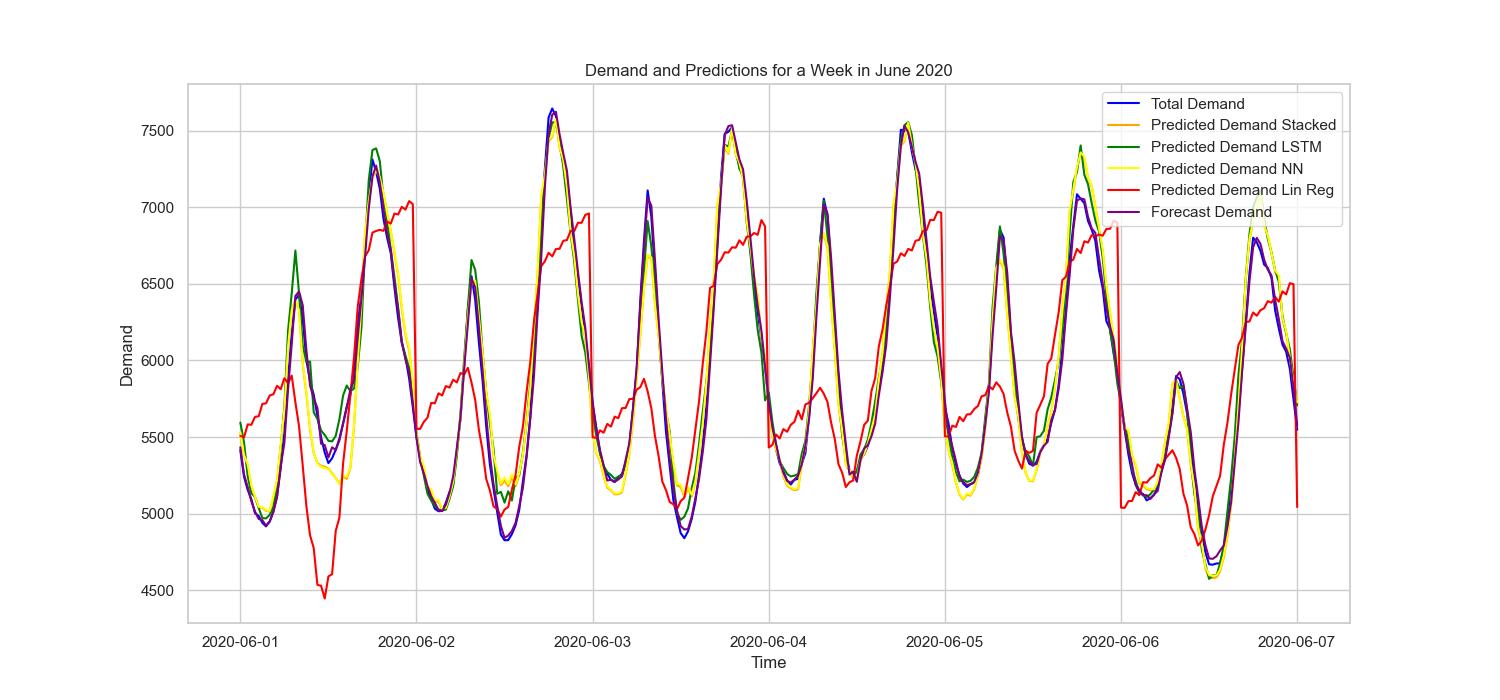 Demand and Predictions for a Week in June 2020
Total Demand
Predicted Demand Stacked
Predicted Demand LSTM
Predicted Demand NN
Predicted Demand Lin Reg
Forecast Demand
Demand
7500
7000
6500
6000
5500
5000
4500
2020-06-01 2020-06-02 2020-06-03 2020-06-04 2020-06-05 2020-06-06 2020-06-07
Time